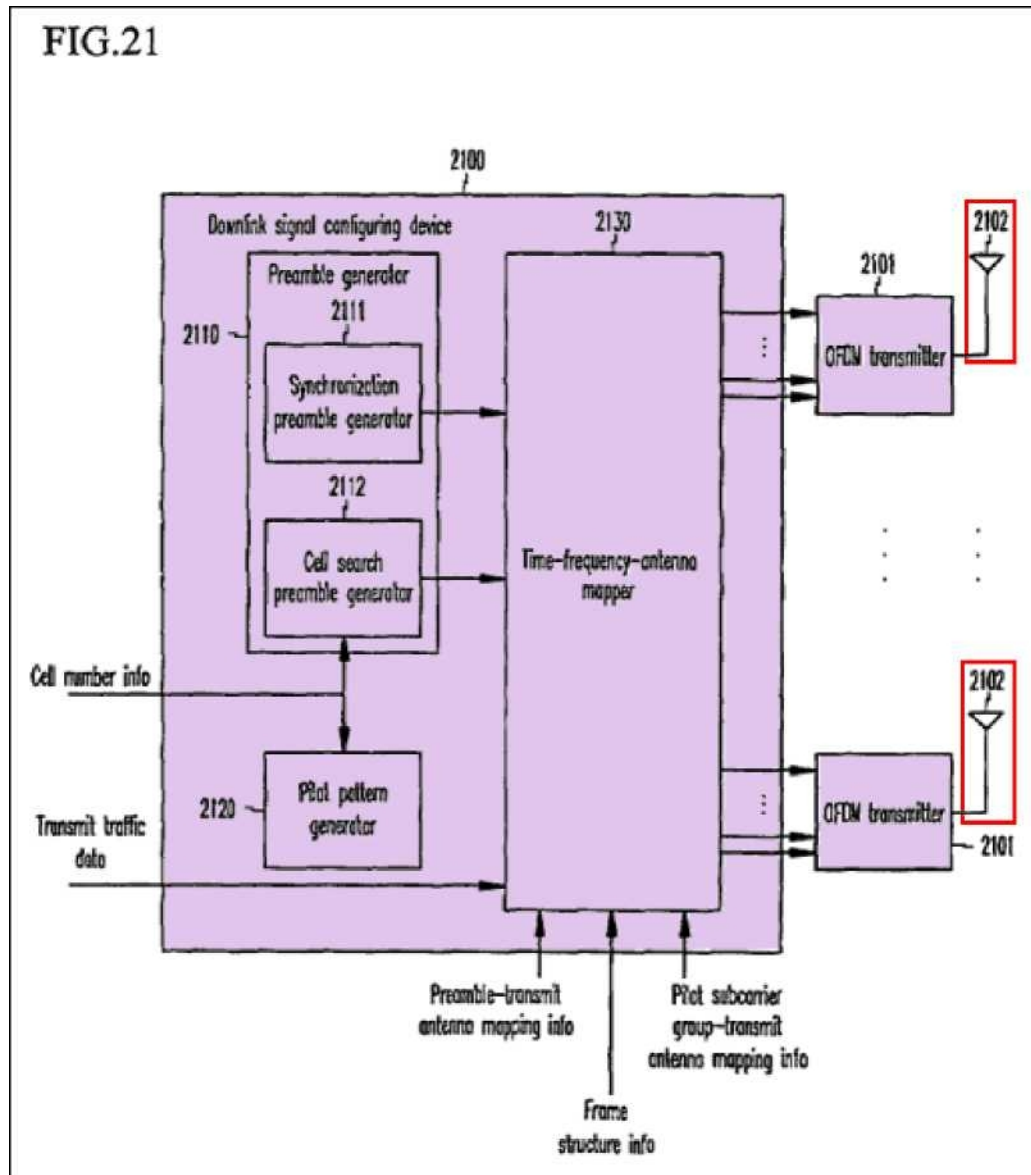 FIG.21
2100
Downlink signal configuring device
2130
2102
Preamble generator
2101
2111
2110
Synchronization
preamble generator
OFDM transmitter
2112
Cell search
preamble generator
Time-frequency-antenna
mapper
Cell number info
2102
2120
Pilot pattern
generator
OFDM transmitter
Transmit traffic
data
2101
Preamble-transmit
antenna mapping info
Pilot subcarrier
group-transmit
antenna mapping info
Frame
structure info